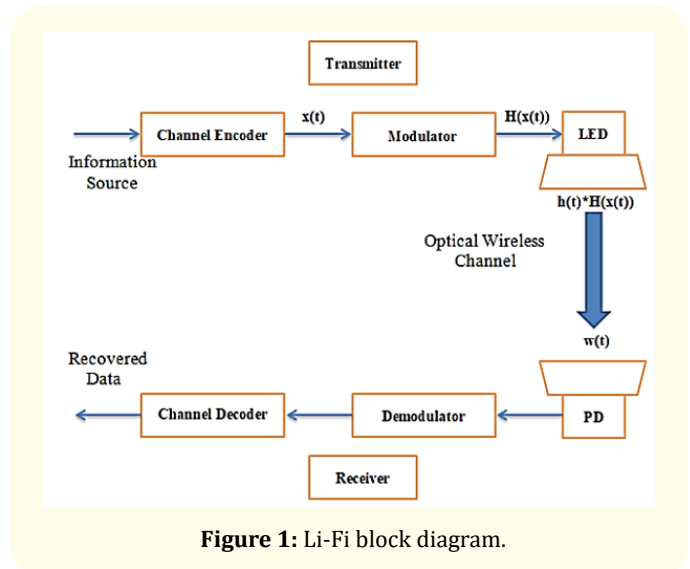 Transmitter
x(t)
H(x(t))
Channel Encoder
Modulator
LED
Information
Source
h(t)*H(x(t))
Optical Wireless
Channel
w(t)
Recovered
Data
Channel Decoder
Demodulator
PD
Receiver
Figure 1: Li-Fi block diagram.